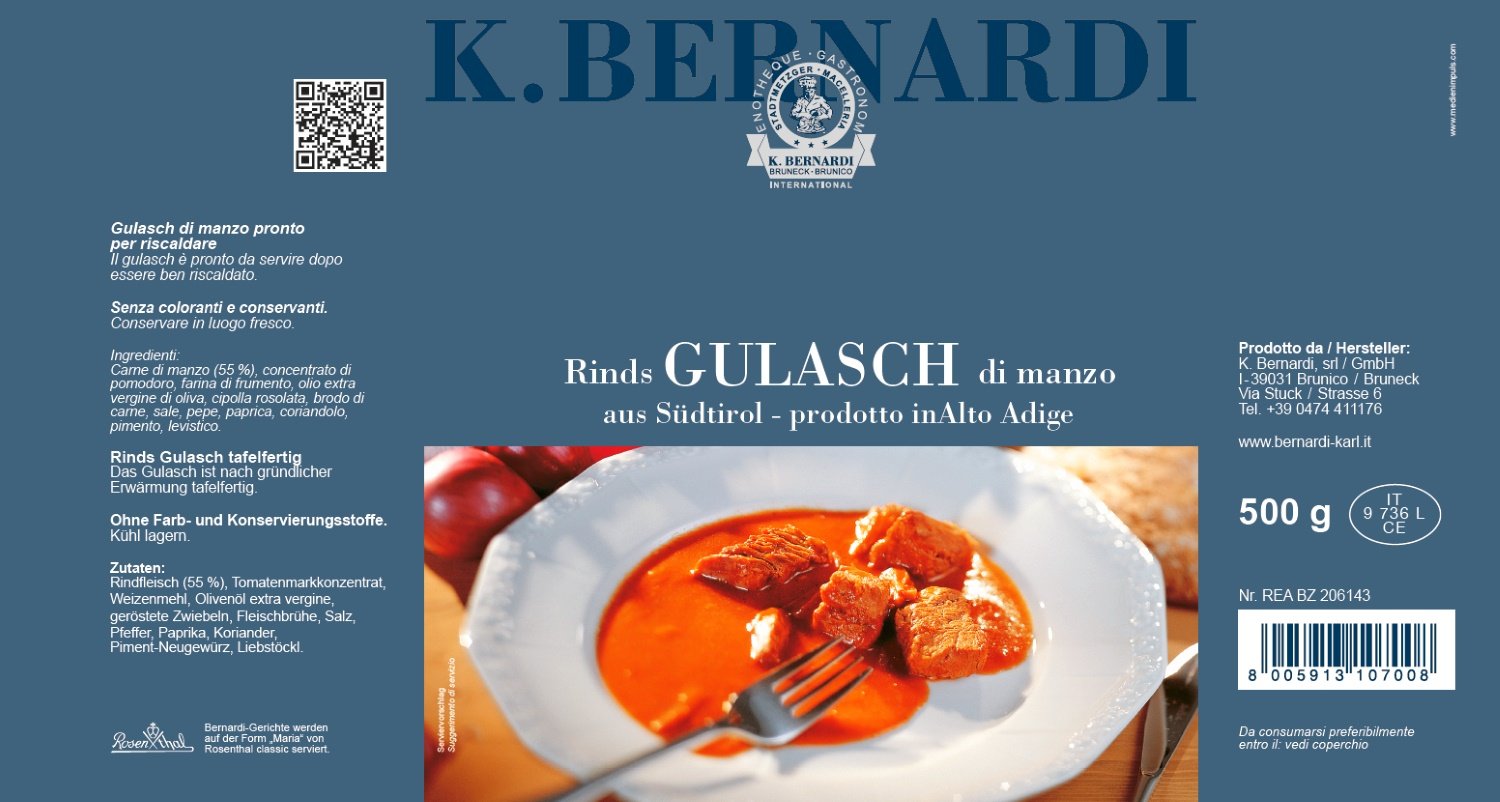 K. BERNARDI
ENOTHEQUE · GASTRONOM
STADTMETZGER · MACELLERIA
K. BERNARDI
BRUNECK · BRUNICO
INTERNATIONAL
www.medienimpuls.com
Gulasch di manzo pronto
per riscaldare
Il gulasch è pronto da servire dopo
essere ben riscaldato.
Senza coloranti e conservanti.
Conservare in luogo fresco.
Ingredienti:
Carne di manzo (55 %), concentrato di
pomodoro, farina di frumento, olio extra
vergine di oliva, cipolla rosolata, brodo di
carne, sale, pepe, paprica, coriandolo,
pimento, levistico.
Rinds Gulasch tafelfertig
Das Gulasch ist nach gründlicher
Erwärmung tafelfertig.
Ohne Farb- und Konservierungsstoffe.
Kühl lagern.
Zutaten:
Rindfleisch (55 %), Tomatenmarkkonzentrat,
Weizenmehl, Olivenöl extra vergine,
geröstete Zwiebeln, Fleischbrühe, Salz,
Pfeffer, Paprika, Koriander,
Piment-Neugewürz, Liebstöckl.
Rosenthal
Bernardi-Gerichte werden
auf der Form „Maria“ von
Rosenthal classic serviert.
Rinds GULASCH di manzo
aus Südtirol - prodotto inAlto Adige
Serviervorschlag
Suggerimento di servizio
Prodotto da / Hersteller:
K. Bernardi, srl / GmbH
I-39031 Brunico / Bruneck
Via Stuck / Strasse 6
Tel. +39 0474 411176
www.bernardi-karl.it
500 g
IT
9 736 L
CE
Nr. REA BZ 206143
8 005913 107008
Da consumarsi preferibilmente
entro il: vedi coperchio